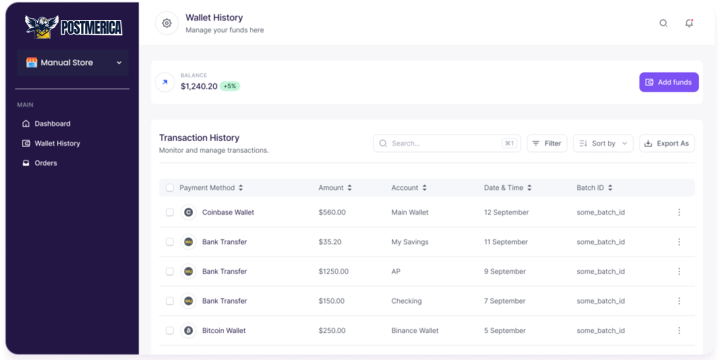 POSTMERICA
Manual Store
MAIN
Dashboard
Wallet History
Orders
Wallet History
Manage your funds here
BALANCE
$1,240.20 +5%
Add funds
Transaction History
Monitor and manage transactions.
Search... ⌘1 Filter Sort by Export As
Payment Method Amount Account Date & Time Batch ID
Coinbase Wallet $560.00 Main Wallet 12 September some_batch_id
Bank Transfer $35.20 My Savings 11 September some_batch_id
Bank Transfer $1250.00 AP 9 September some_batch_id
Bank Transfer $150.00 Checking 7 September some_batch_id
Bitcoin Wallet $250.00 Binance Wallet 5 September some_batch_id